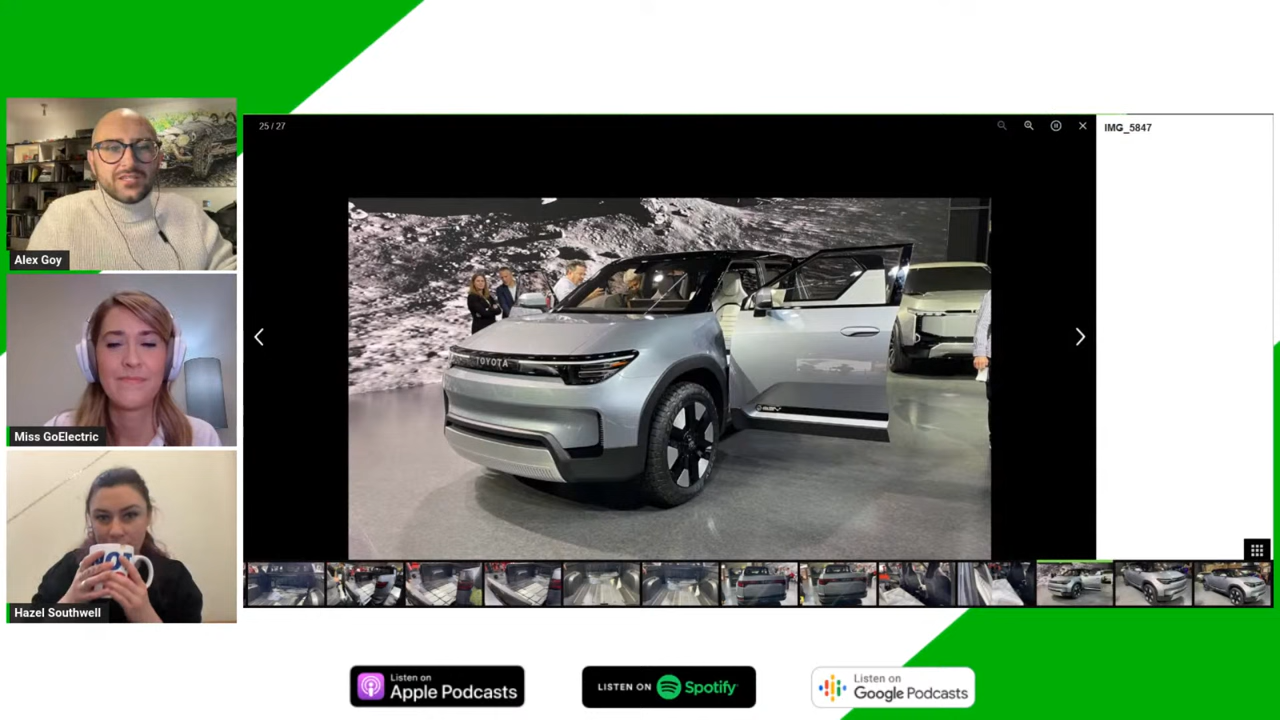 Alex Goy
Miss GoElectric
Hazel Southwell
25 / 27
IMG_5847
TOYOTA
Listen on
Apple Podcasts
LISTEN ON Spotify
Listen on
Google Podcasts